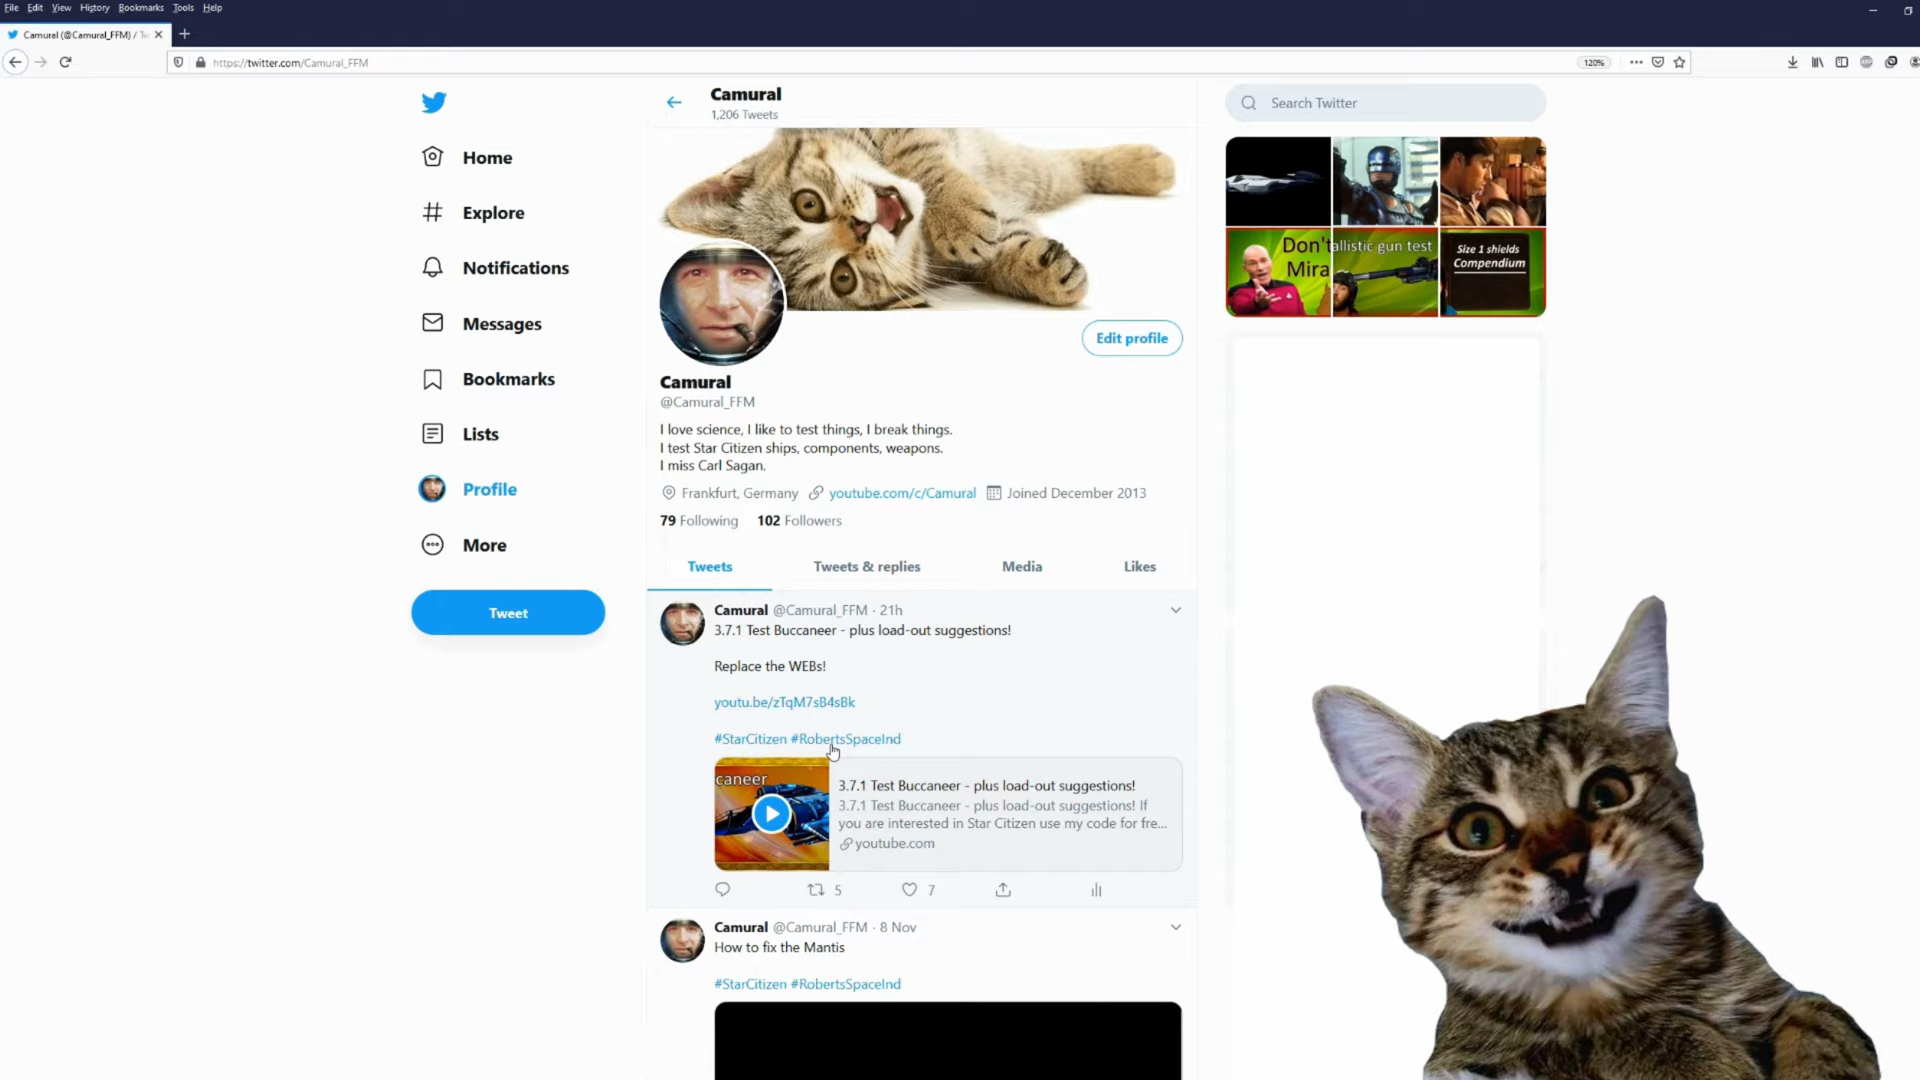 File Edit View History Bookmarks Tools Help
Camural (@Camural_FFM) /
https://twitter.com/Camural_FFM
120%
Camural
1,206 Tweets
Search Twitter
Home
Explore
Notifications
Messages
Bookmarks
Lists
Profile
More
Tweet
Don't
Mira
allistic gun test
Size 1 shields
Compendium
Edit profile
Camural
@Camural_FFM
I love science, I like to test things, I break things.
I test Star Citizen ships, components, weapons.
I miss Carl Sagan.
Frankfurt, Germany youtube.com/c/Camural Joined December 2013
79 Following 102 Followers
Tweets Tweets & replies Media Likes
Camural @Camural_FFM · 21h
3.7.1 Test Buccaneer - plus load-out suggestions!
Replace the WEBs!
youtu.be/zTqM7sB4sBk
#StarCitizen #RobertsSpaceInd
caneer
3.7.1 Test Buccaneer - plus load-out suggestions!
3.7.1 Test Buccaneer - plus load-out suggestions! If
you are interested in Star Citizen use my code for fre...
youtube.com
5 7
Camural @Camural_FFM · 8 Nov
How to fix the Mantis
#StarCitizen #RobertsSpaceInd